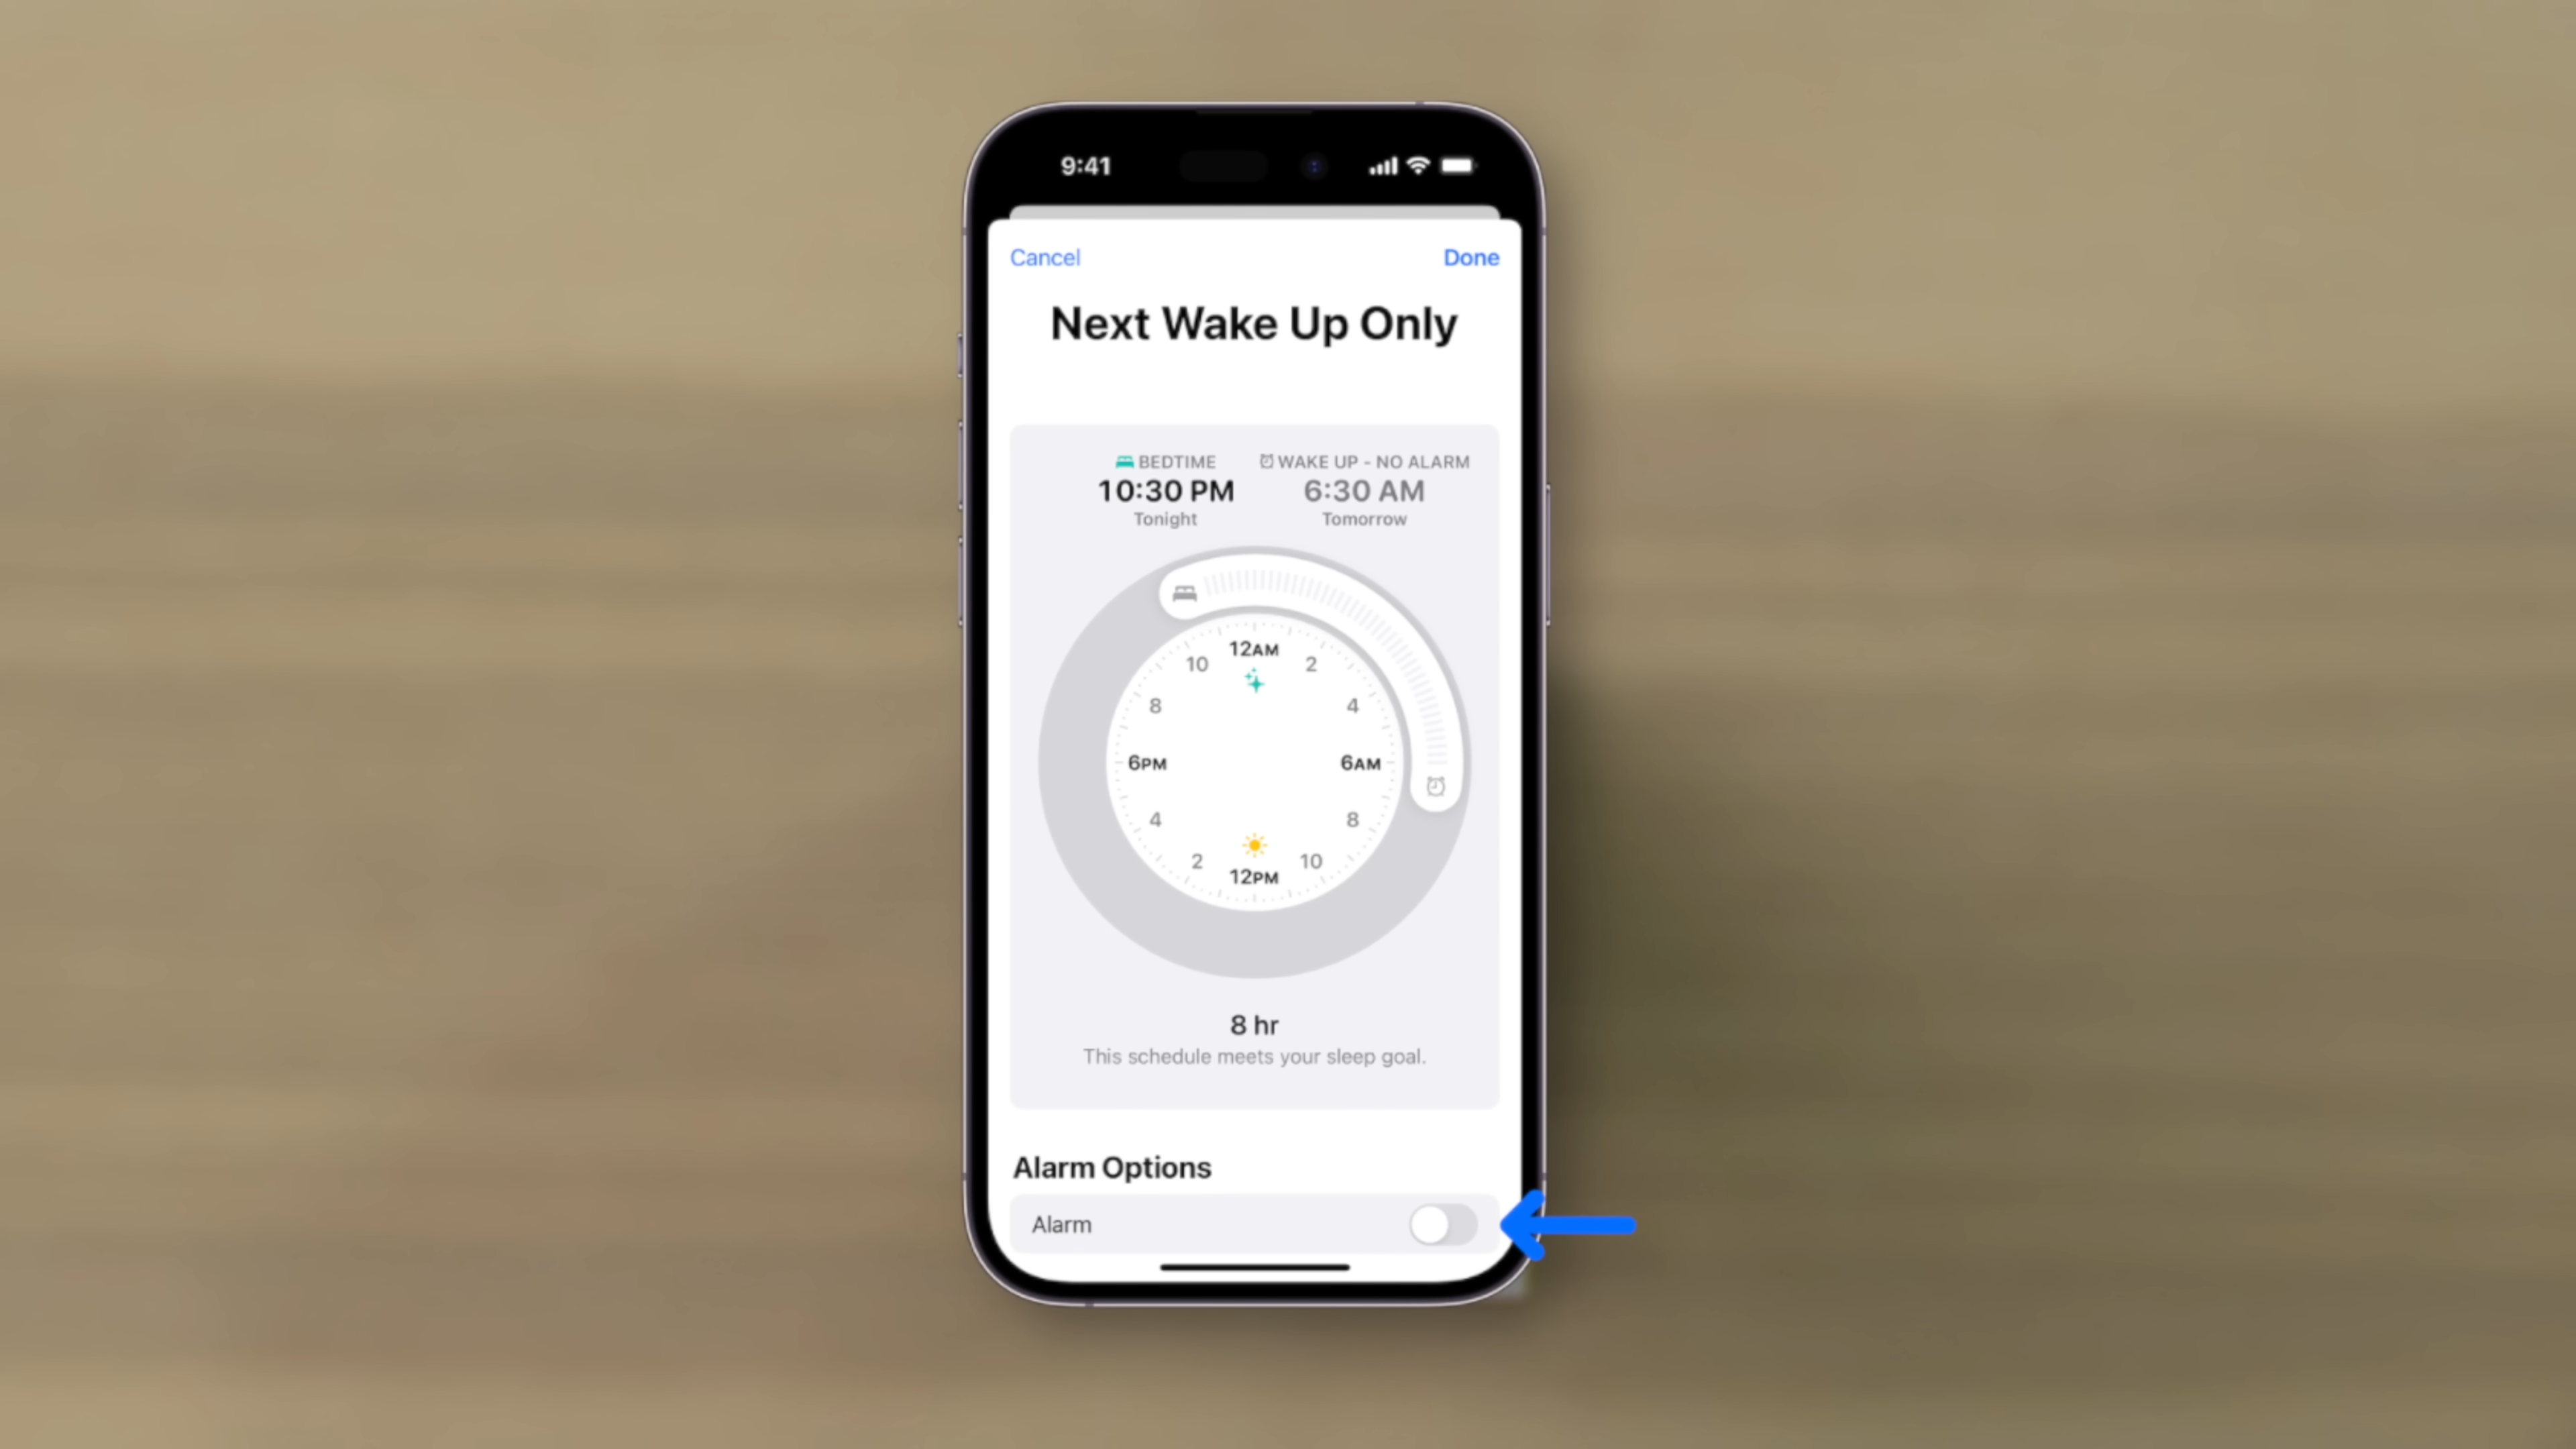 9:41
Cancel Done
Next Wake Up Only
BEDTIME WAKE UP - NO ALARM
10:30 PM 6:30 AM
Tonight Tomorrow
12AM
10 2
8 4
6PM 6AM
4 8
2 10
12PM
8 hr
This schedule meets your sleep goal.
Alarm Options
Alarm